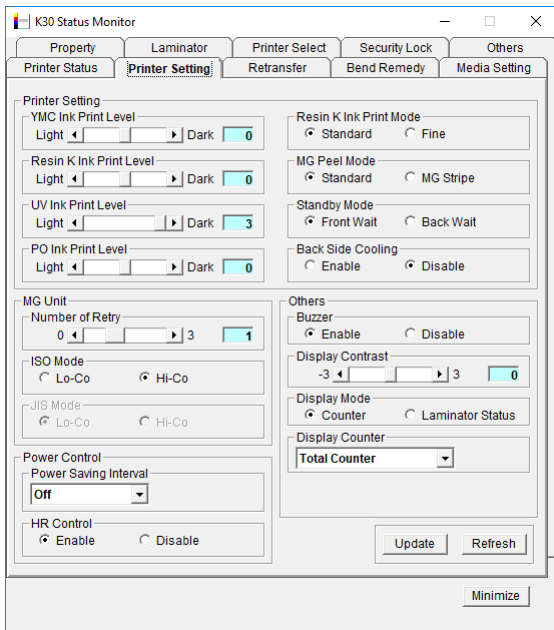 K30 Status Monitor
Property Laminator Printer Select Security Lock Others
Printer Status Printer Setting Retransfer Bend Remedy Media Setting
Printer Setting
YMC Ink Print Level
Light Dark 0
Resin K Ink Print Level
Light Dark 0
UV Ink Print Level
Light Dark 3
PO Ink Print Level
Light Dark 0
Resin K Ink Print Mode
Standard Fine
MG Peel Mode
Standard MG Stripe
Standby Mode
Front Wait Back Wait
Back Side Cooling
Enable Disable
MG Unit
Number of Retry
0 3 1
ISO Mode
Lo-Co Hi-Co
JIS Mode
Lo-Co Hi-Co
Others
Buzzer
Enable Disable
Display Contrast
-3 3 0
Display Mode
Counter Laminator Status
Display Counter
Total Counter
Power Control
Power Saving Interval
Off
HR Control
Enable Disable
Update Refresh
Minimize